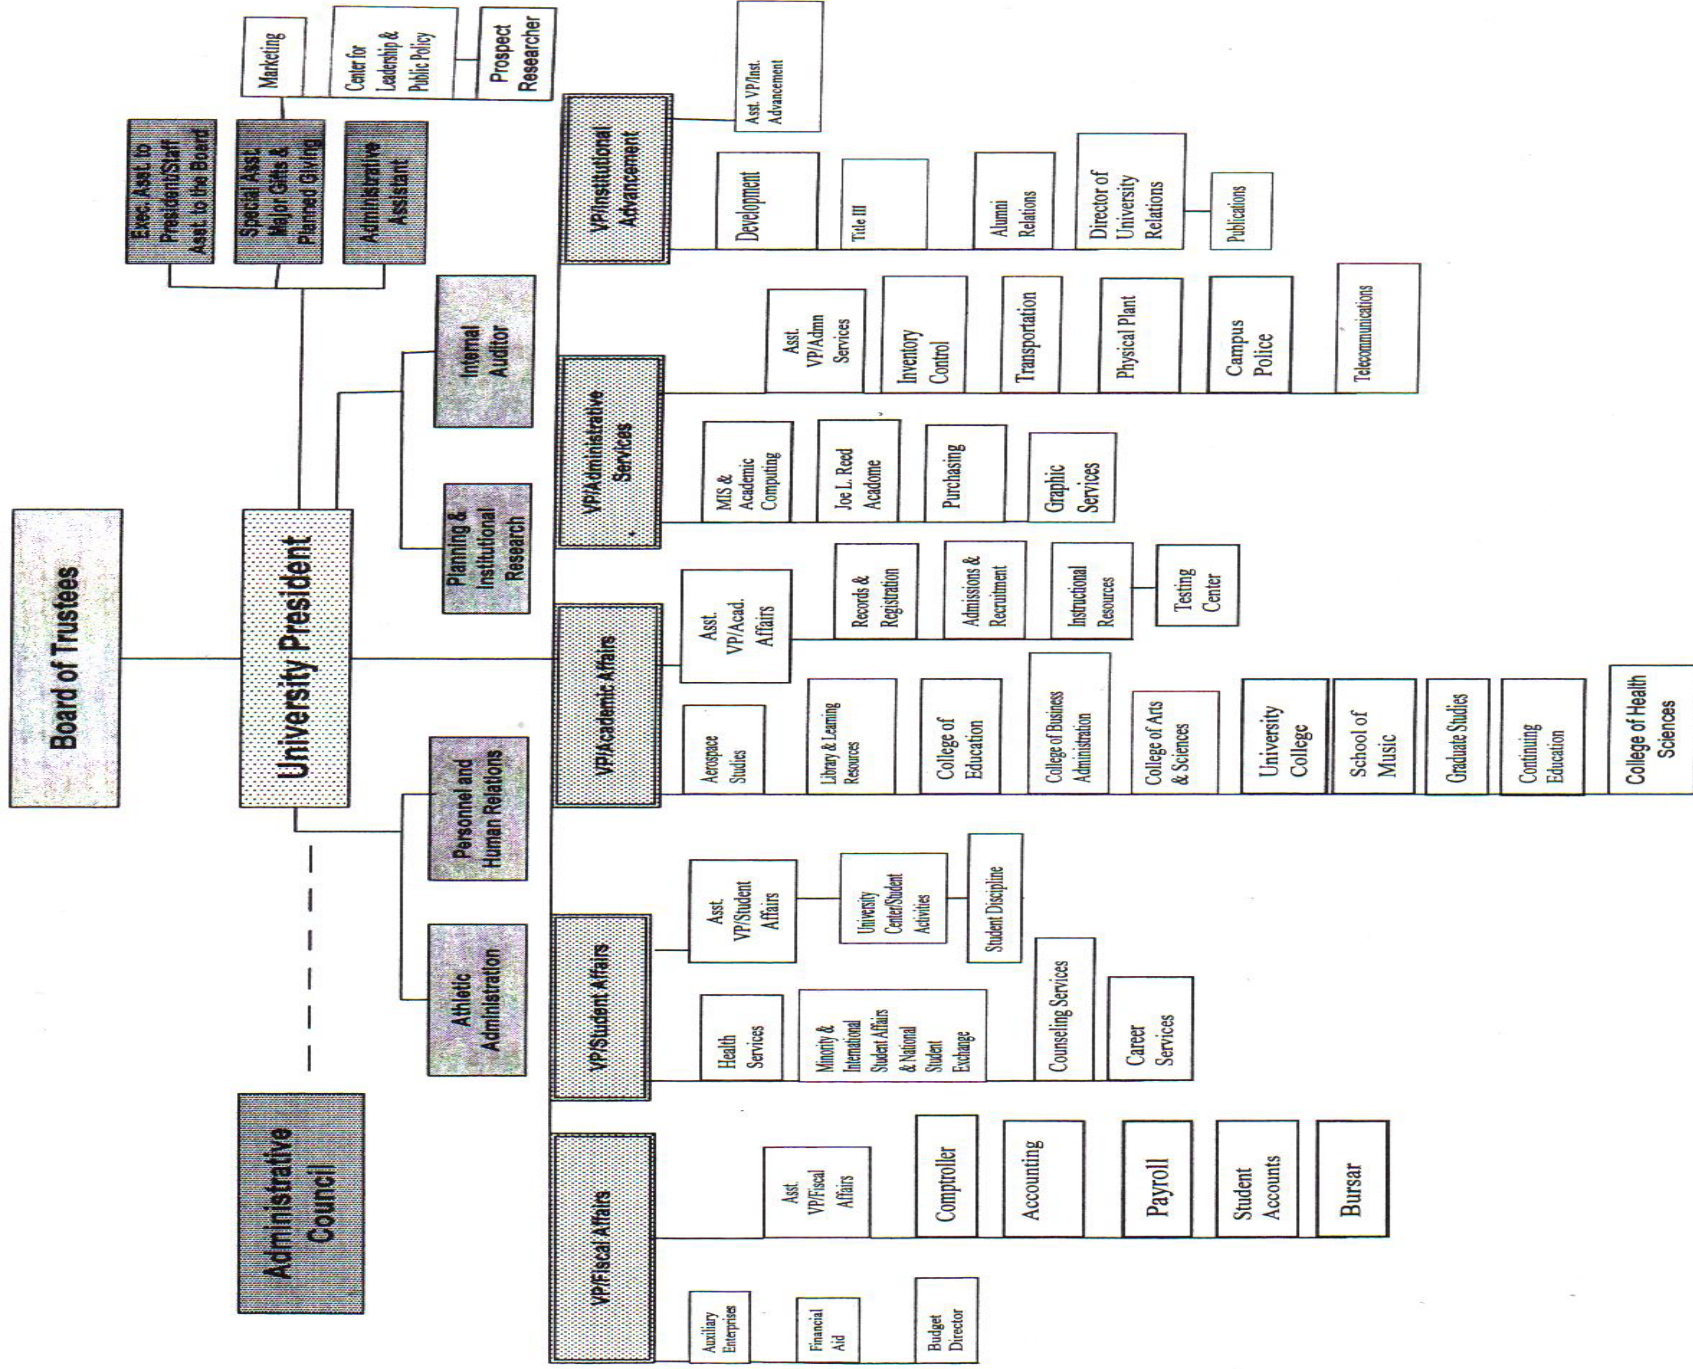 Board of Trustees
Administrative
Council
University President
Exec. Asst to
President/Staff
Asst. to the Board
Special Asst.
Major Gifts &
Planned Giving
Administrative
Assistant
Marketing
Center for
Leadership &
Public Policy
Prospect
Researcher
Athletic
Administration
Personnel and
Human Relations
Planning &
Institutional
Research
Internal
Auditor
VP/Fiscal Affairs
Auxiliary
Enterprises
Financial
Aid
Budget
Director
Asst.
VP/Fiscal
Affairs
Comptroller
Accounting
Payroll
Student
Accounts
Bursar
VP/Student Affairs
Health
Services
Minority &
International
Student Affairs
& National
Student
Exchange
Counseling Services
Career
Services
Asst.
VP/Student
Affairs
University
Center/Student
Activities
Student Discipline
VP/Academic Affairs
Aerospace
Studies
Library & Learning
Resources
College of
Education
College of Business
Administration
College of Arts
& Sciences
University
College
School of
Music
Graduate Studies
Continuing
Education
College of Health
Sciences
Asst.
VP/Acad.
Affairs
Records &
Registration
Admissions &
Recruitment
Instructional
Resources
Testing
Center
VP/Administrative
Services
MIS &
Academic
Computing
Joe L. Reed
Acadome
Purchasing
Graphic
Services
Asst.
VP/Admn
Services
Inventory
Control
Transportation
Physical Plant
Campus
Police
Telecommunications
VP/Institutional
Advancement
Development
Title III
Alumni
Relations
Director of
University
Relations
Publications
Asst. VP/Inst.
Advancement